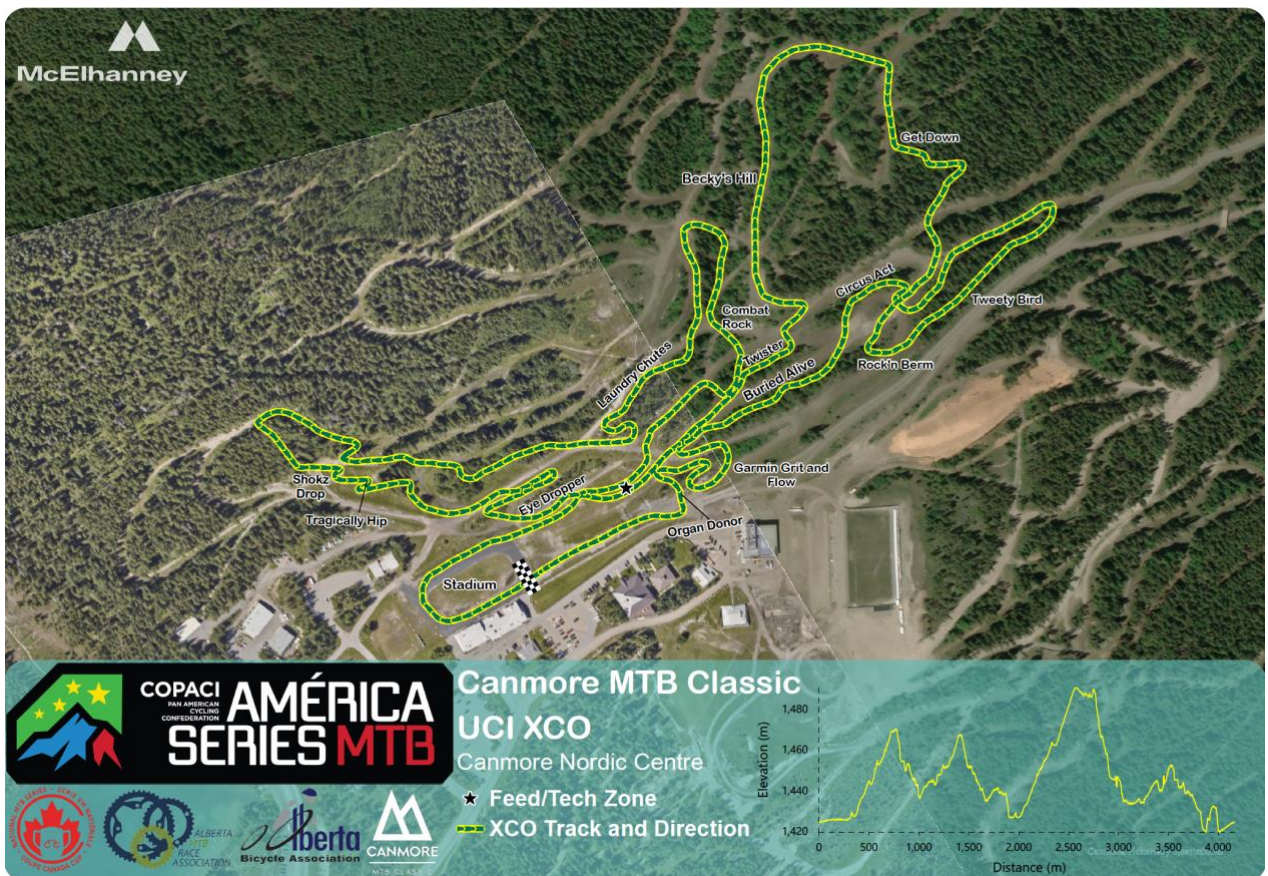 McElhanney
Get Down
Becky's Hill
Circus Act
Combat
Rock
Tweety Bird
Twister
Laundry Chutes
Buried Alive
Rock'n Berm
Garmin Grit and
Flow
Shokz
Drop
Eye Dropper
Tragically Hip
Organ Donor
Stadium
COPACI
PAN AMERICAN
CYCLING
CONFEDERATION
AMÉRICA
SERIES MTB
Canmore MTB Classic
UCI XCO
Canmore Nordic Centre
Feed/Tech Zone
XCO Track and Direction
COUPE CANADA CUP
ALBERTA
MTB
RACE
ASSOCIATION
Alberta
Bicycle Association
CANMORE
MTB CLASSIC
Elevation (m)
1,480
1,460
1,440
1,420
0
500
1,000
1,500
2,000
2,500
3,000
3,500
4,000
Distance (m)